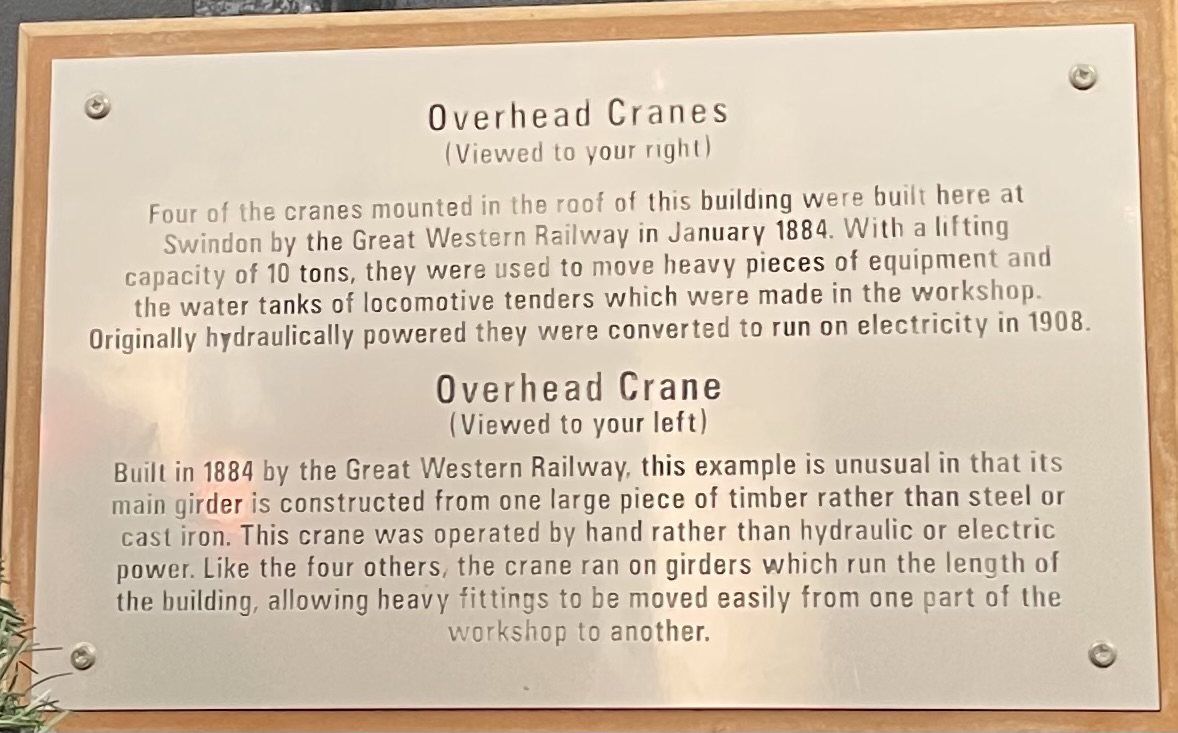 Overhead Cranes
(Viewed to your right)
Four of the cranes mounted in the roof of this building were built here at
Swindon by the Great Western Railway in January 1884. With a lifting
capacity of 10 tons, they were used to move heavy pieces of equipment and
the water tanks of locomotive tenders which were made in the workshop.
Originally hydraulically powered they were converted to run on electricity in 1908.
Overhead Crane
(Viewed to your left)
Built in 1884 by the Great Western Railway, this example is unusual in that its
main girder is constructed from one large piece of timber rather than steel or
cast iron. This crane was operated by hand rather than hydraulic or electric
power. Like the four others, the crane ran on girders which run the length of
the building, allowing heavy fittings to be moved easily from one part of the
workshop to another.